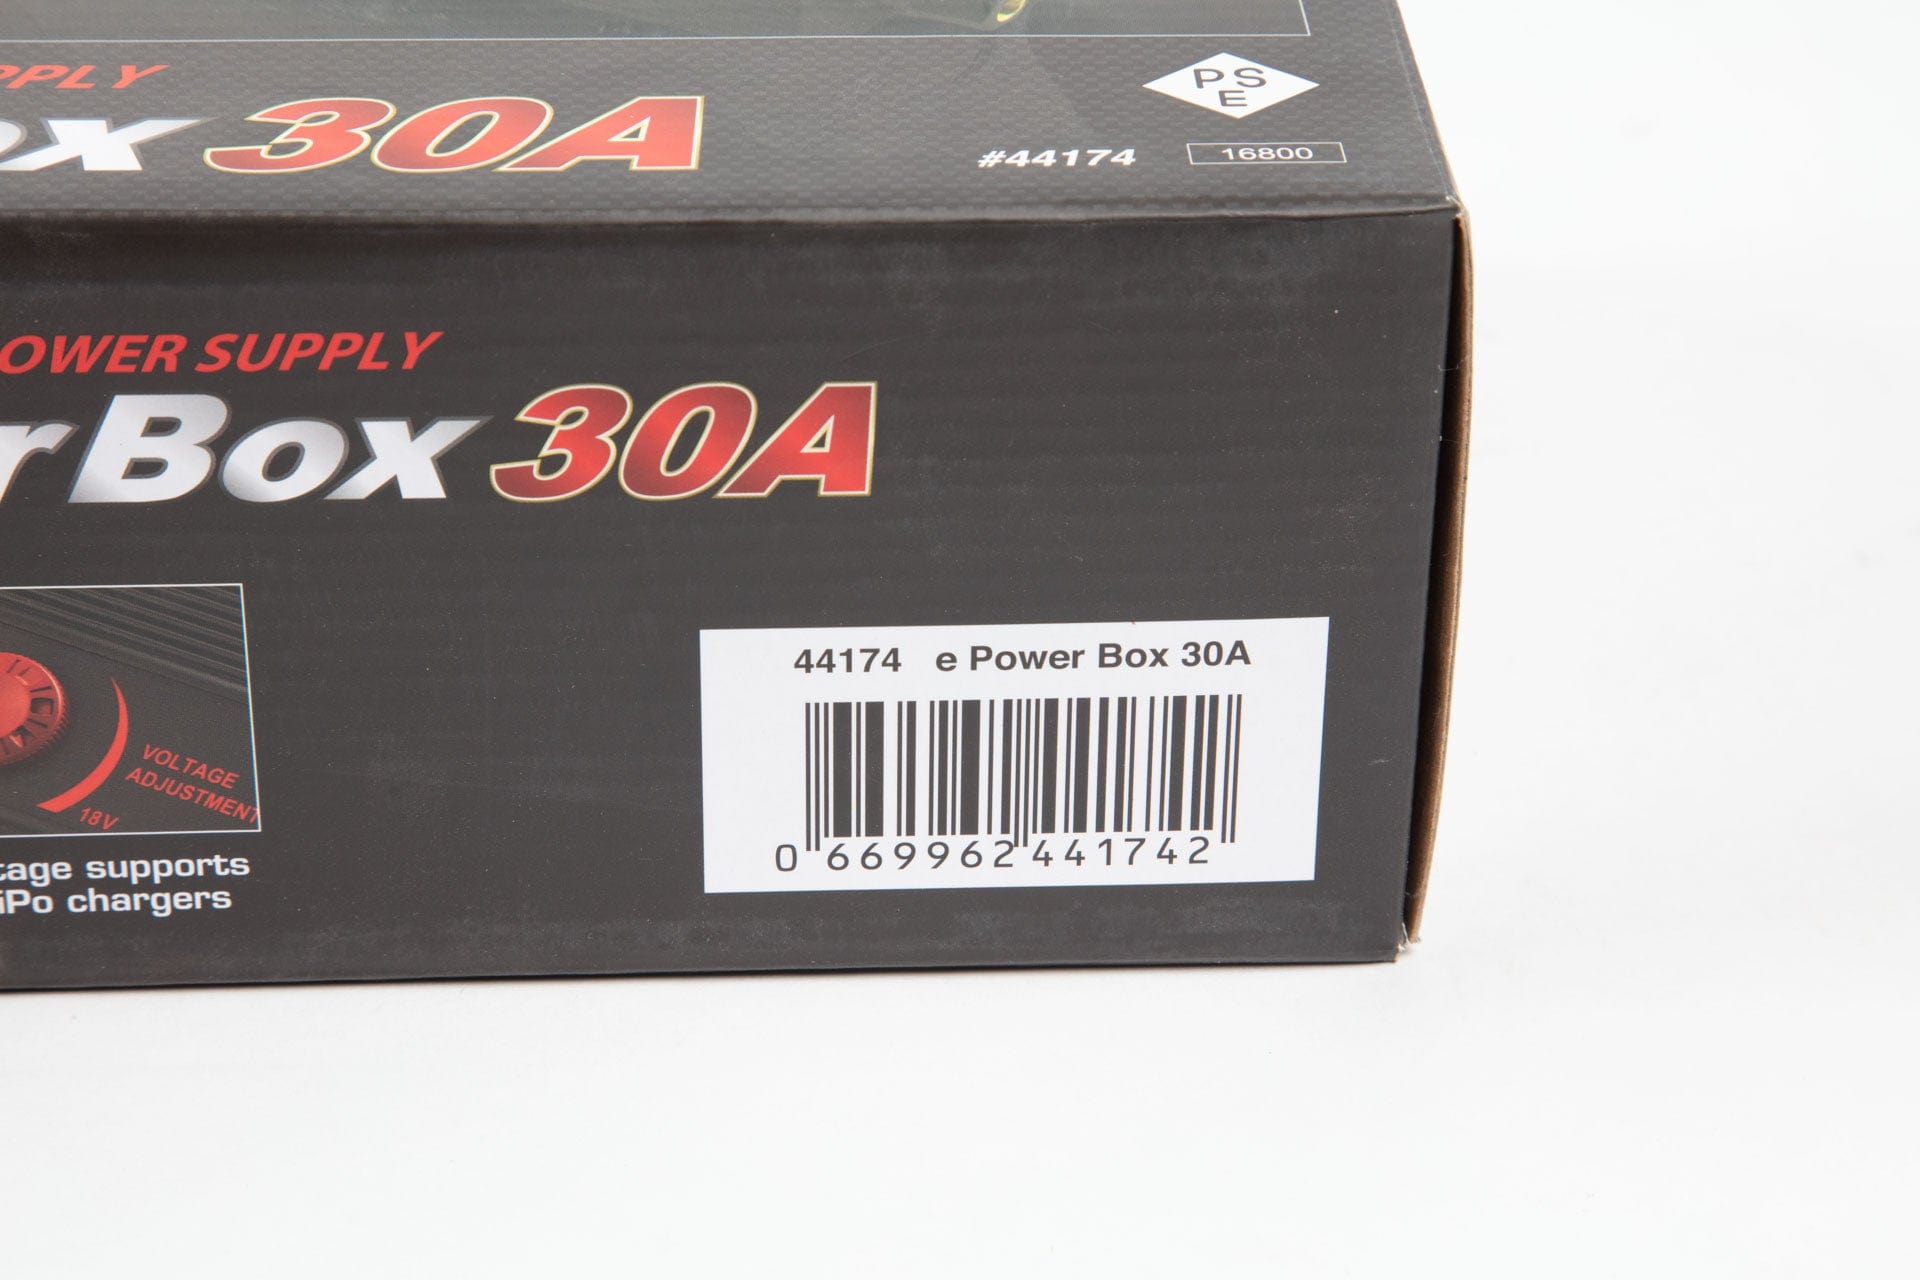 PPLY
ox 30A
PSE
#44174
16800
OWER SUPPLY
r Box 30A
VOLTAGE
ADJUSTMENT
18V
tage supports
iPo chargers
44174 e Power Box 30A
0 669962 441742